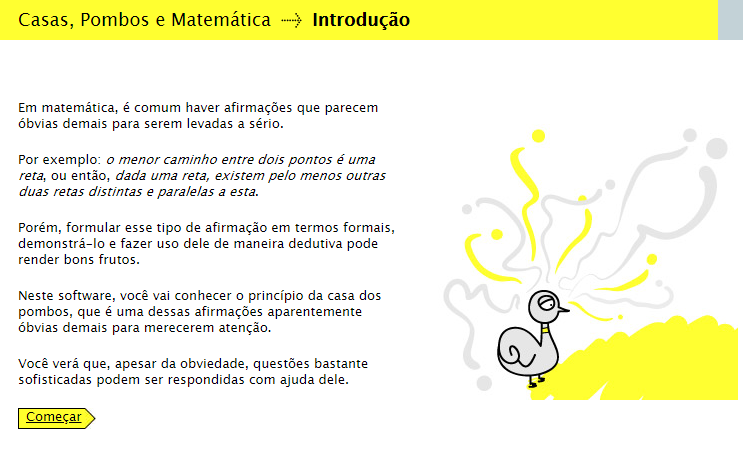 Casas, Pombos e Matemática Introdução
Em matemática, é comum haver afirmações que parecem
óbvias demais para serem levadas a sério.
Por exemplo: o menor caminho entre dois pontos é uma
reta, ou então, dada uma reta, existem pelo menos outras
duas retas distintas e paralelas a esta.
Porém, formular esse tipo de afirmação em termos formais,
demonstrá-lo e fazer uso dele de maneira dedutiva pode
render bons frutos.
Neste software, você vai conhecer o princípio da casa dos
pombos, que é uma dessas afirmações aparentemente
óbvias demais para merecerem atenção.
Você verá que, apesar da obviedade, questões bastante
sofisticadas podem ser respondidas com ajuda dele.
Começar